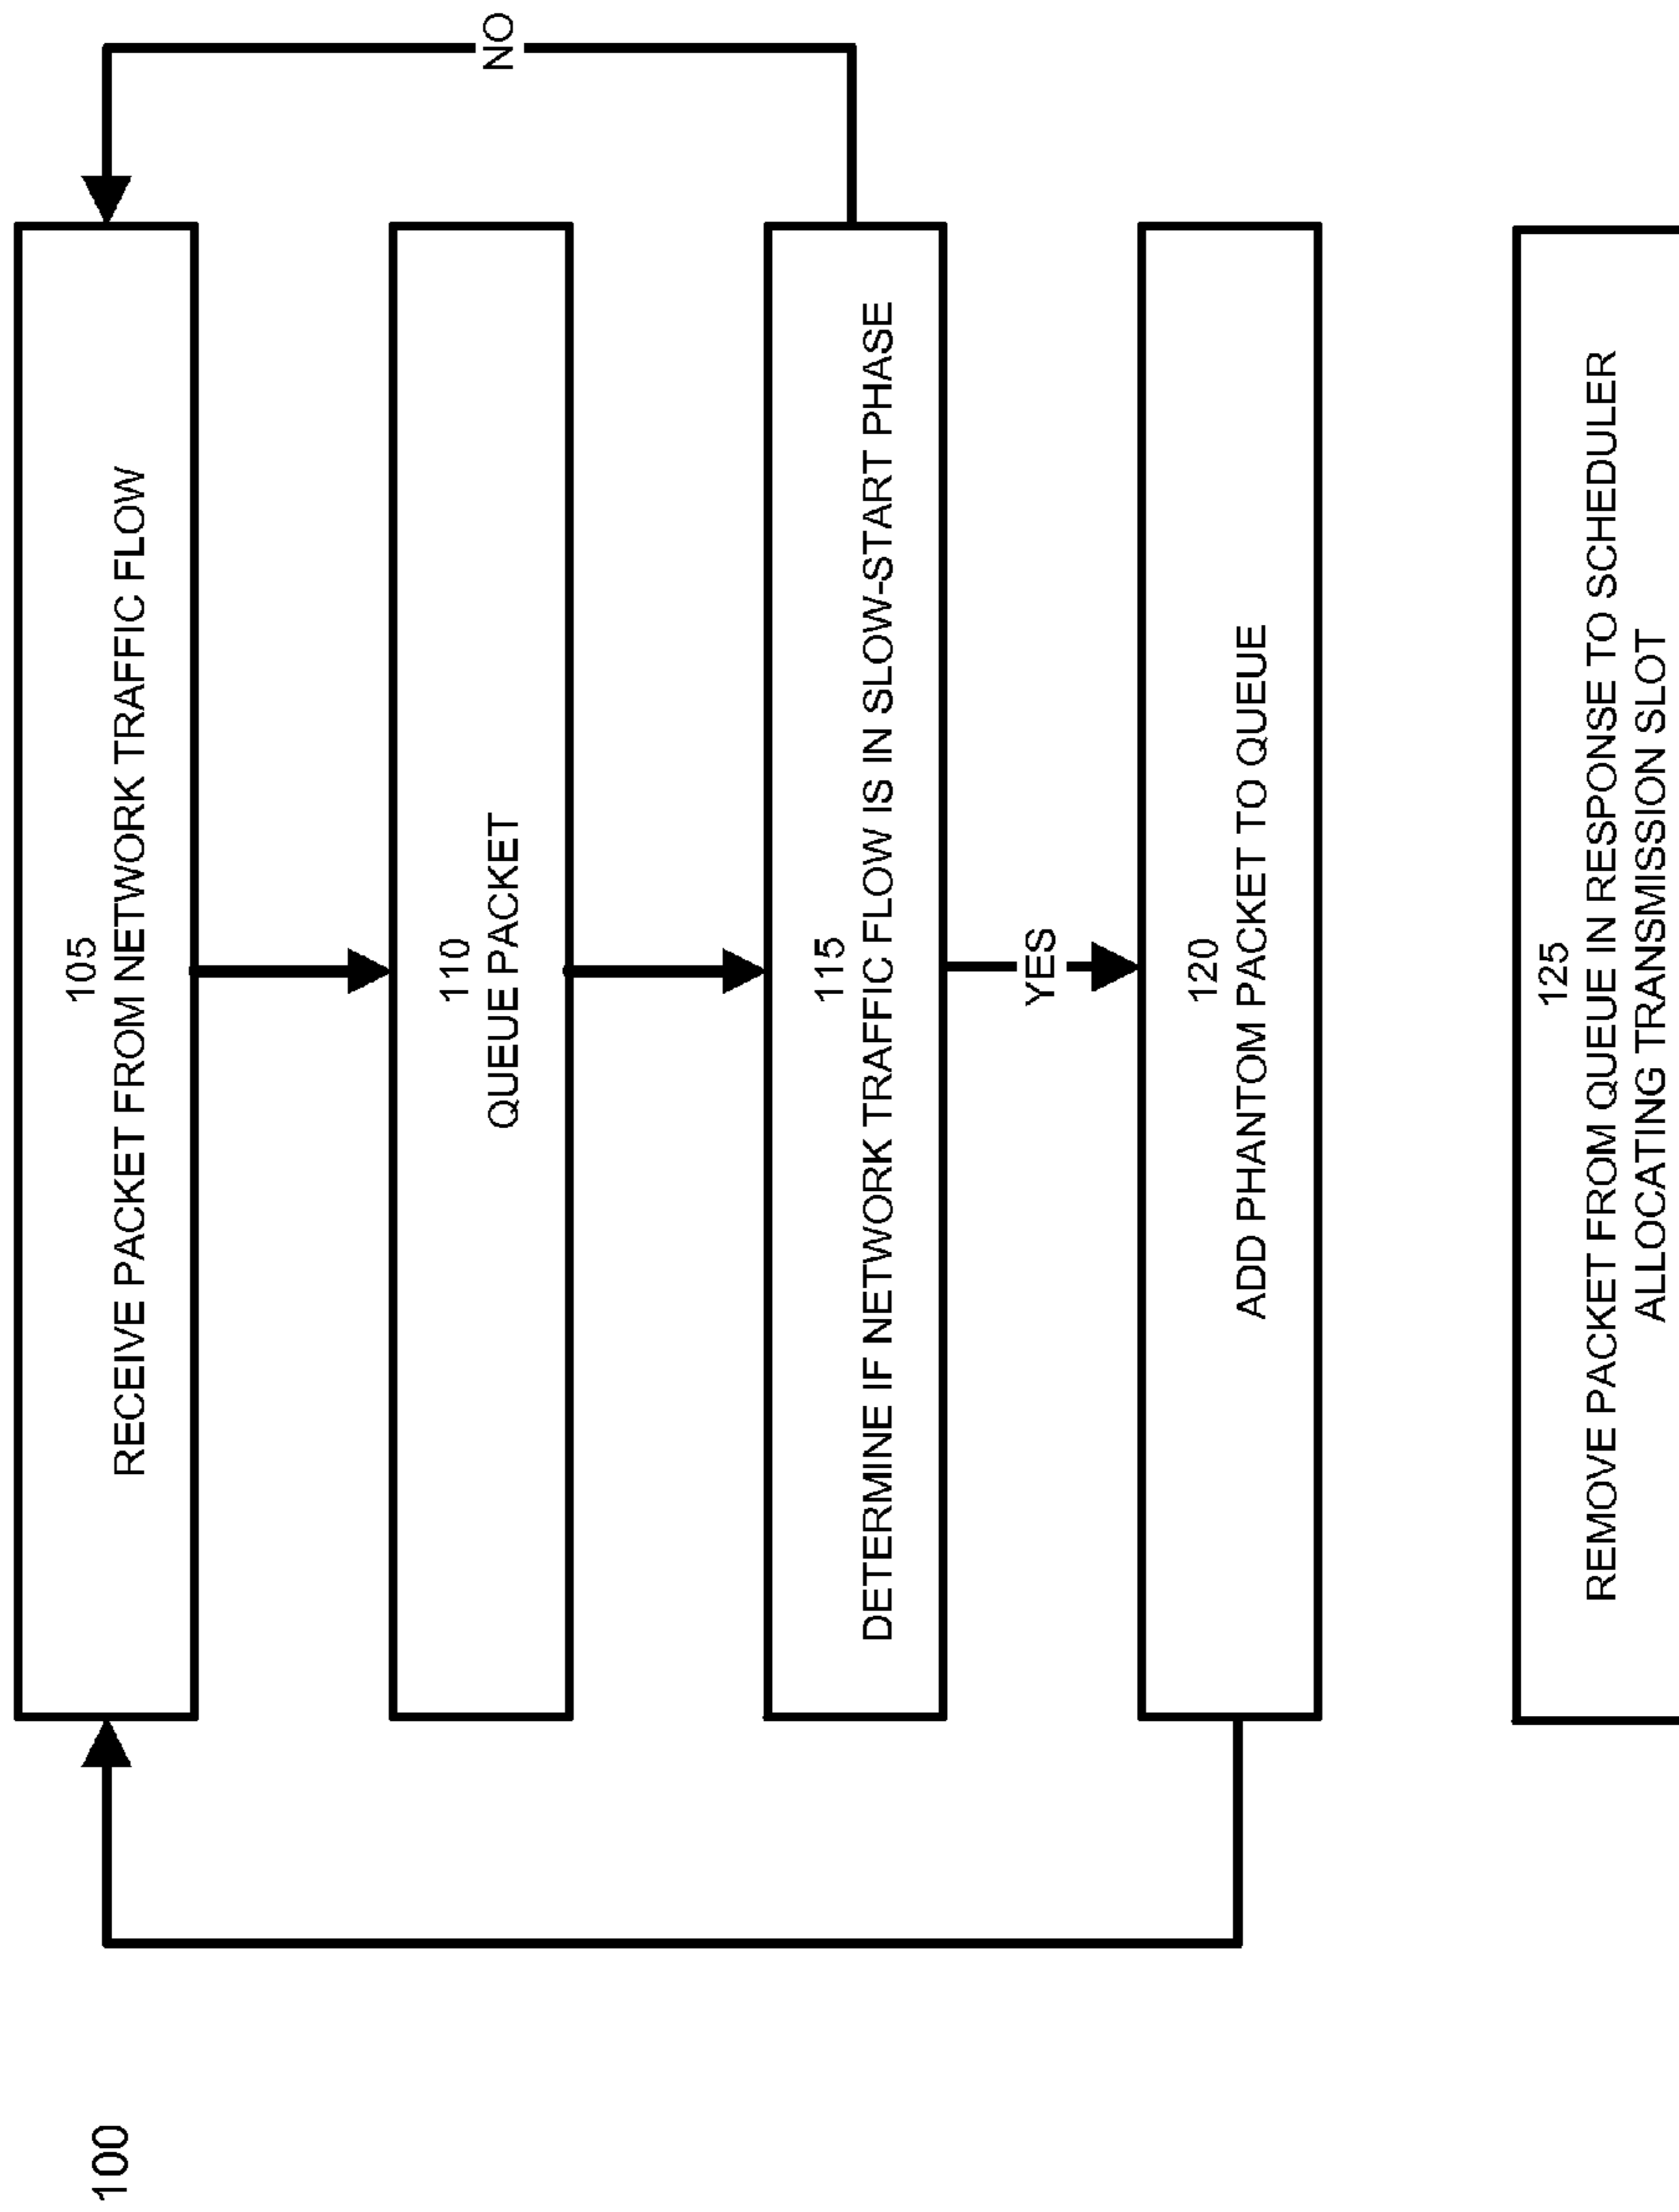 100
105
RECEIVE PACKET FROM NETWORK TRAFFIC FLOW
110
QUEUE PACKET
NO
115
DETERMINE IF NETWORK TRAFFIC FLOW IS IN SLOW-START PHASE
YES
120
ADD PHANTOM PACKET TO QUEUE
125
REMOVE PACKET FROM QUEUE IN RESPONSE TO SCHEDULER
ALLOCATING TRANSMISSION SLOT